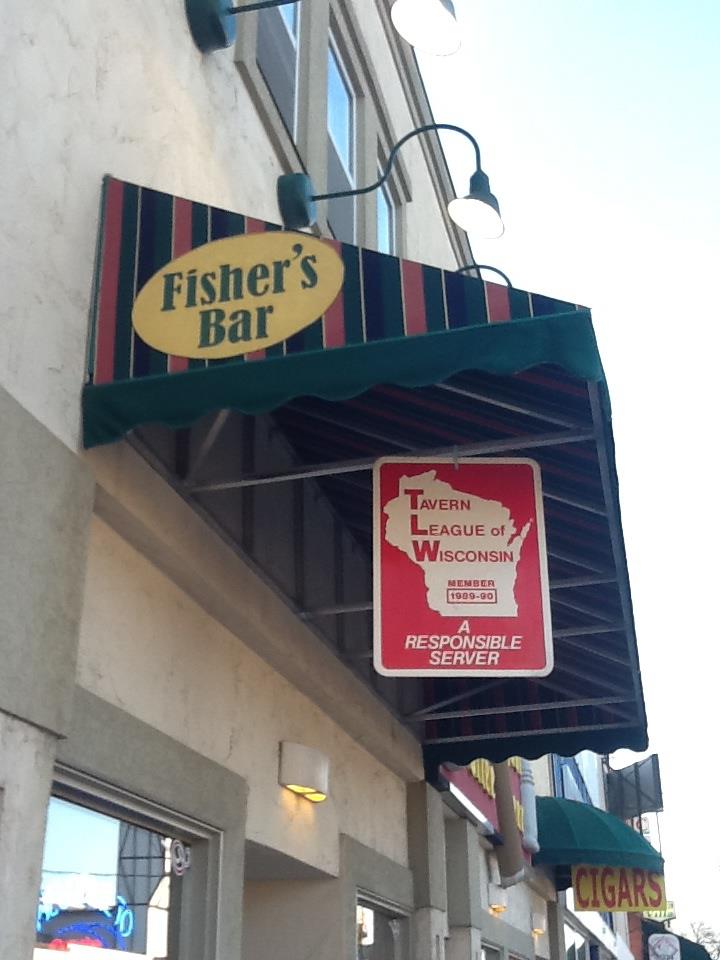 Fisher's
Bar
TAVERN
LEAGUE of
WISCONSIN
MEMBER
1989-90
A
RESPONSIBLE
SERVER
CIGARS